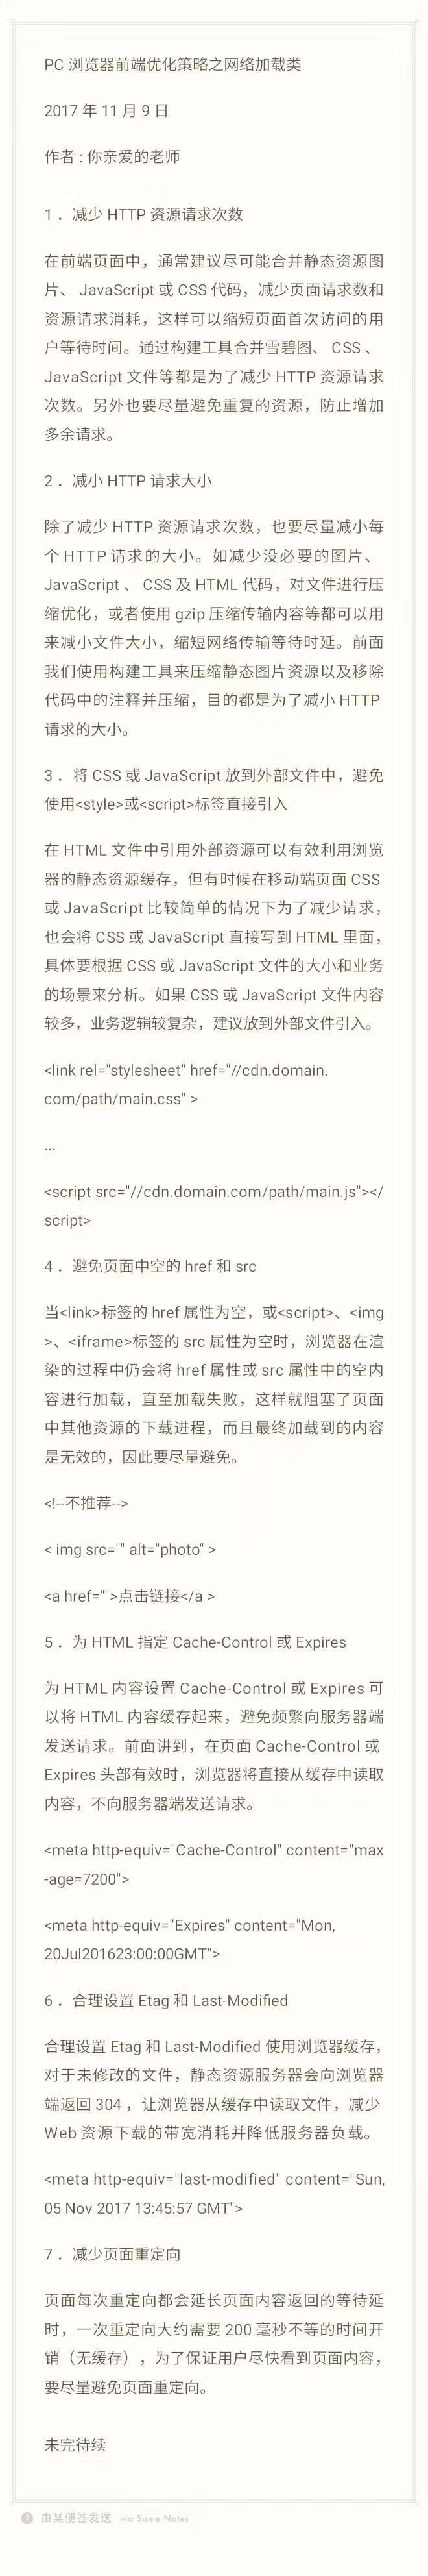 PC 浏览器前端优化策略之网络加载类
2017 年 11 月 9 日
作者 : 你亲爱的老师
1 ．减少 HTTP 资源请求次数
在前端页面中，通常建议尽可能合并静态资源图
片、 JavaScript 或 CSS 代码，减少页面请求数和
资源请求消耗，这样可以缩短页面首次访问的用
户等待时间。通过构建工具合并雪碧图、 CSS 、
JavaScript 文件等都是为了减少 HTTP 资源请求
次数。另外也要尽量避免重复的资源，防止增加
多余请求。
2 ．减小 HTTP 请求大小
除了减少 HTTP 资源请求次数，也要尽量减小每
个 HTTP 请求的大小。如减少没必要的图片、
JavaScript 、 CSS 及 HTML 代码，对文件进行压
缩优化，或者使用 gzip 压缩传输内容等都可以用
来减小文件大小，缩短网络传输等待时延。前面
我们使用构建工具来压缩静态图片资源以及移除
代码中的注释并压缩，目的都是为了减小 HTTP
请求的大小。
3 ．将 CSS 或 JavaScript 放到外部文件中，避免
使用<style>或<script>标签直接引入
在 HTML 文件中引用外部资源可以有效利用浏览
器的静态资源缓存，但有时候在移动端页面 CSS
或 JavaScript 比较简单的情况下为了减少请求，
也会将 CSS 或 JavaScript 直接写到 HTML 里面，
具体要根据 CSS 或 JavaScript 文件的大小和业务
的场景来分析。如果 CSS 或 JavaScript 文件内容
较多，业务逻辑较复杂，建议放到外部文件引入。
<link rel="stylesheet" href="//cdn.domain.
com/path/main.css" >
...
<script src="//cdn.domain.com/path/main.js"></
script>
4 ．避免页面中空的 href 和 src
当<link>标签的 href 属性为空，或<script>、<img
>、<iframe>标签的 src 属性为空时，浏览器在渲
染的过程中仍会将 href 属性或 src 属性中的空内
容进行加载，直至加载失败，这样就阻塞了页面
中其他资源的下载进程，而且最终加载到的内容
是无效的，因此要尽量避免。
<!--不推荐-->
< img src="" alt="photo" >
<a href="">点击链接</a >
5 ．为 HTML 指定 Cache-Control 或 Expires
为 HTML 内容设置 Cache-Control 或 Expires 可
以将 HTML 内容缓存起来，避免频繁向服务器端
发送请求。前面讲到，在页面 Cache-Control 或
Expires 头部有效时，浏览器将直接从缓存中读取
内容，不向服务器端发送请求。
<meta http-equiv="Cache-Control" content="max
-age=7200">
<meta http-equiv="Expires" content="Mon,
20Jul201623:00:00GMT">
6 ．合理设置 Etag 和 Last-Modified
合理设置 Etag 和 Last-Modified 使用浏览器缓存，
对于未修改的文件，静态资源服务器会向浏览器
端返回 304 ，让浏览器从缓存中读取文件，减少
Web 资源下载的带宽消耗并降低服务器负载。
<meta http-equiv="last-modified" content="Sun,
05 Nov 2017 13:45:57 GMT">
7 ．减少页面重定向
页面每次重定向都会延长页面内容返回的等待延
时，一次重定向大约需要 200 毫秒不等的时间开
销（无缓存），为了保证用户尽快看到页面内容，
要尽量避免页面重定向。
未完待续
由某便签发送 via Some Notes